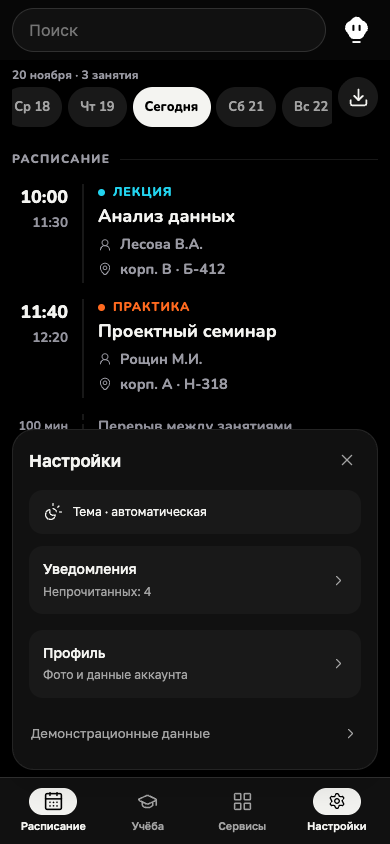 Поиск
20 ноября · 3 занятия
Ср 18
Чт 19
Сегодня
Сб 21
Вс 22
РАСПИСАНИЕ
10:00
ЛЕКЦИЯ
11:30
Анализ данных
Лесова В.А.
корп. В · Б-412
11:40
ПРАКТИКА
12:20
Проектный семинар
Рощин М.И.
корп. А · Н-318
100 мин
Перерыв между занятиями
Настройки
Тема · автоматическая
Уведомления
Непрочитанных: 4
Профиль
Фото и данные аккаунта
Демонстрационные данные
Расписание
Учёба
Сервисы
Настройки